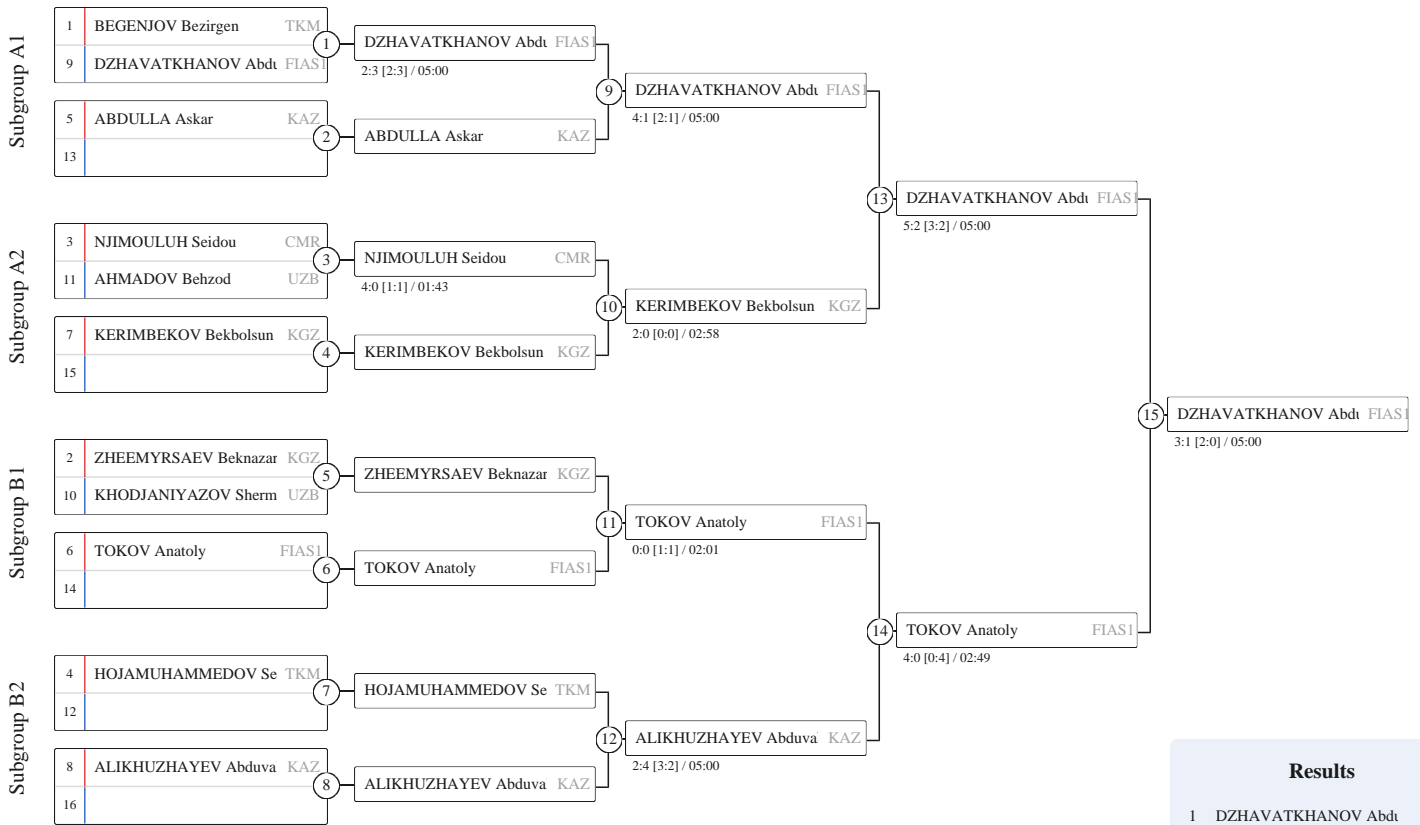 Subgroup A1
1 BEGENJOV Bezirgen TKM
9 DZHAVATKHANOV Abdu FIAS1
1
5 ABDULLA Askar KAZ
13
2
DZHAVATKHANOV Abdu FIAS1
2:3 [2:3] / 05:00
ABDULLA Askar KAZ
9
DZHAVATKHANOV Abdu FIAS1
4:1 [2:1] / 05:00
Subgroup A2
3 NJIMOULUH Seidou CMR
11 AHMADOV Behzod UZB
3
7 KERIMBEKOV Bekbolsun KGZ
15
4
NJIMOULUH Seidou CMR
4:0 [1:1] / 01:43
KERIMBEKOV Bekbolsun KGZ
10
KERIMBEKOV Bekbolsun KGZ
2:0 [0:0] / 02:58
13
DZHAVATKHANOV Abdu FIAS1
5:2 [3:2] / 05:00
Subgroup B1
2 ZHEEMYRSAEV Beknazar KGZ
10 KHODJANIYAZOV Sherm UZB
5
6 TOKOV Anatoly FIAS1
14
6
ZHEEMYRSAEV Beknazar KGZ
TOKOV Anatoly FIAS1
11
TOKOV Anatoly FIAS1
0:0 [1:1] / 02:01
Subgroup B2
4 HOJAMUHAMMEDOV Se TKM
12
7
8 ALIKHUZHAYEV Abduva KAZ
16
8
HOJAMUHAMMEDOV Se TKM
ALIKHUZHAYEV Abduva KAZ
12
ALIKHUZHAYEV Abduva KAZ
2:4 [3:2] / 05:00
14
TOKOV Anatoly FIAS1
4:0 [0:4] / 02:49
15
DZHAVATKHANOV Abdu FIAS1
3:1 [2:0] / 05:00
Results
1 DZHAVATKHANOV Abdu